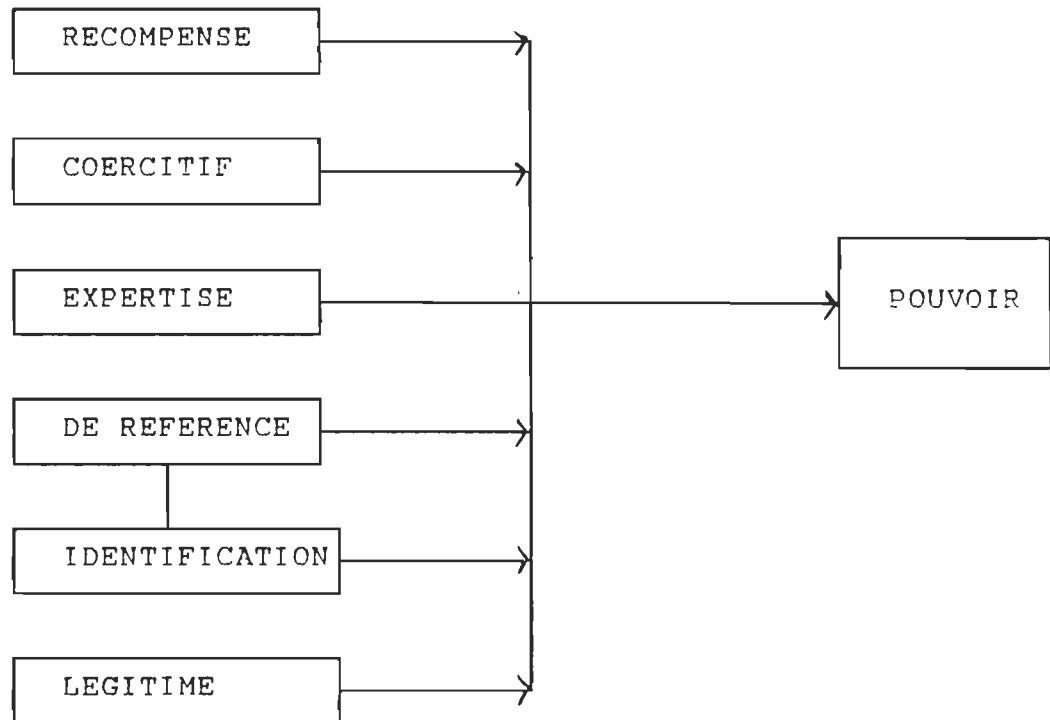 RECOMPENSE
COERCITIF
EXPERTISE
POUVOIR
DE REFERENCE
IDENTIFICATION
LEGITIME